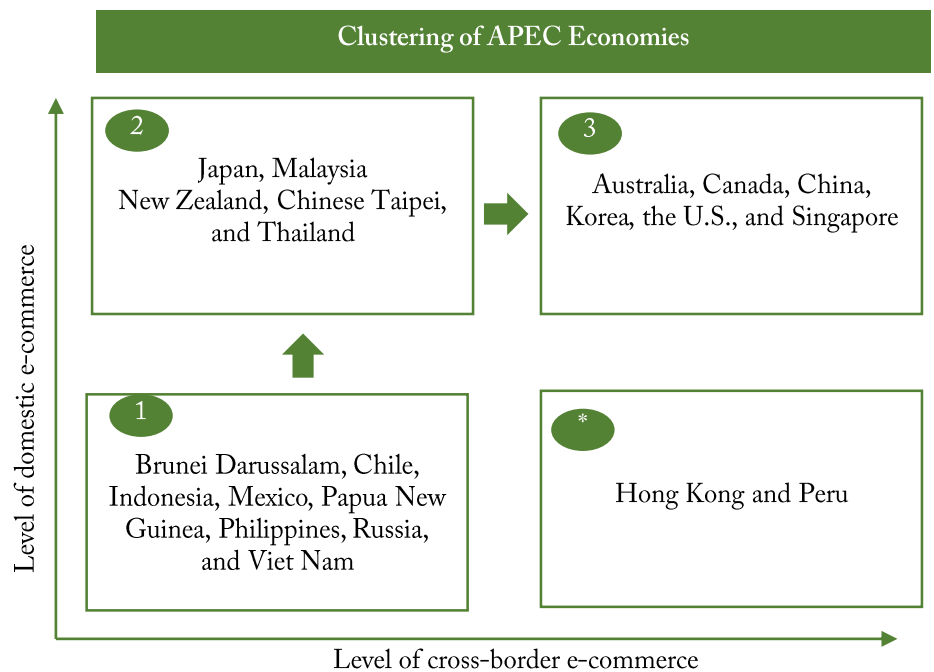 Clustering of APEC Economies
Level of domestic e-commerce
2
Japan, Malaysia
New Zealand, Chinese Taipei,
and Thailand
3
Australia, Canada, China,
Korea, the U.S., and Singapore
1
Brunei Darussalam, Chile,
Indonesia, Mexico, Papua New
Guinea, Philippines, Russia,
and Viet Nam
*
Hong Kong and Peru
Level of cross-border e-commerce